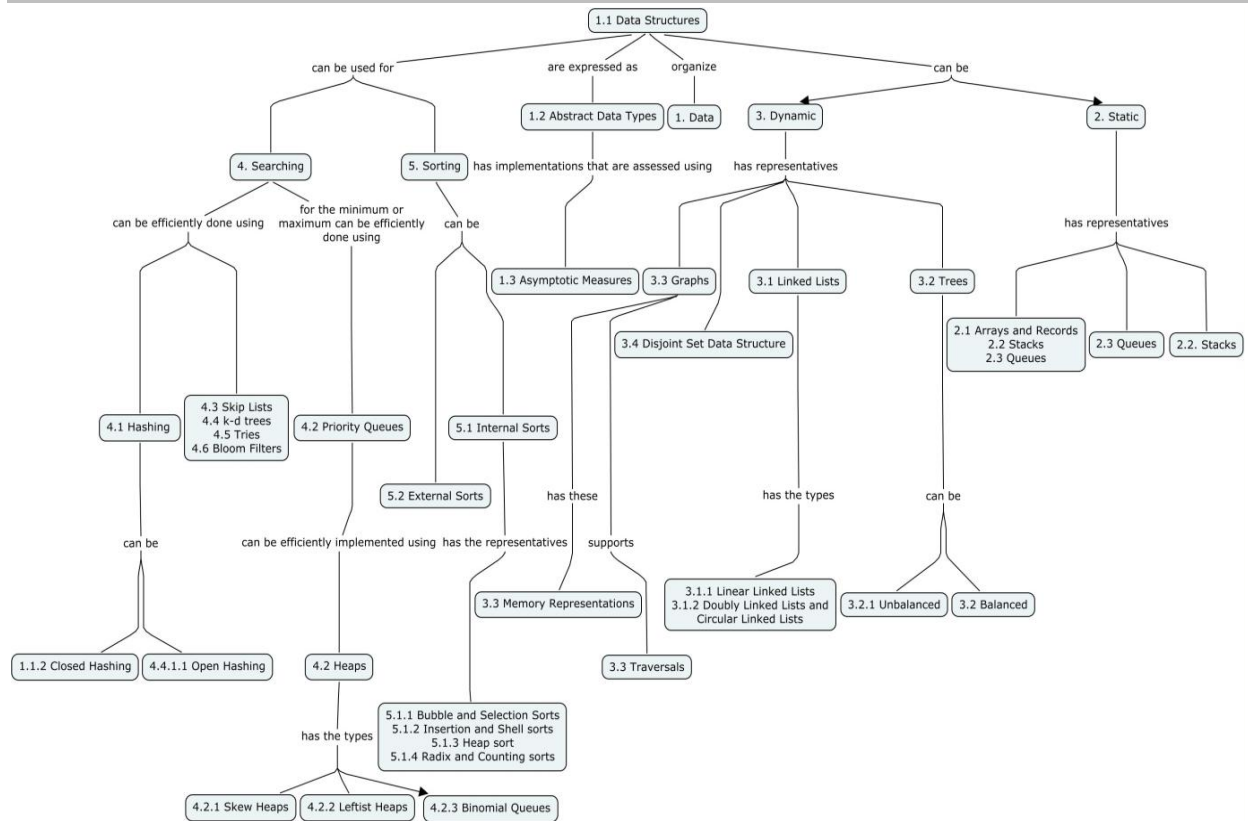 1.1 Data Structures
can be used for
are expressed as
organize
can be
1.2 Abstract Data Types
1. Data
3. Dynamic
2. Static
4. Searching
5. Sorting
has implementations that are assessed using
has representatives
for the minimum or
maximum can be efficiently
done using
can be efficiently done using
can be
has representatives
1.3 Asymptotic Measures
3.3 Graphs
3.1 Linked Lists
3.2 Trees
3.4 Disjoint Set Data Structure
2.1 Arrays and Records
2.2 Stacks
2.3 Queues
2.3 Queues
2.2. Stacks
4.1 Hashing
4.3 Skip Lists
4.4 k-d trees
4.5 Tries
4.6 Bloom Filters
4.2 Priority Queues
5.1 Internal Sorts
5.2 External Sorts
has these
has the types
can be
can be
can be efficiently implemented using
has the representatives
supports
3.3 Memory Representations
3.1.1 Linear Linked Lists
3.1.2 Doubly Linked Lists and
Circular Linked Lists
3.2.1 Unbalanced
3.2 Balanced
1.1.2 Closed Hashing
4.4.1.1 Open Hashing
4.2 Heaps
3.3 Traversals
has the types
5.1.1 Bubble and Selection Sorts
5.1.2 Insertion and Shell sorts
5.1.3 Heap sort
5.1.4 Radix and Counting sorts
4.2.1 Skew Heaps
4.2.2 Leftist Heaps
4.2.3 Binomial Queues